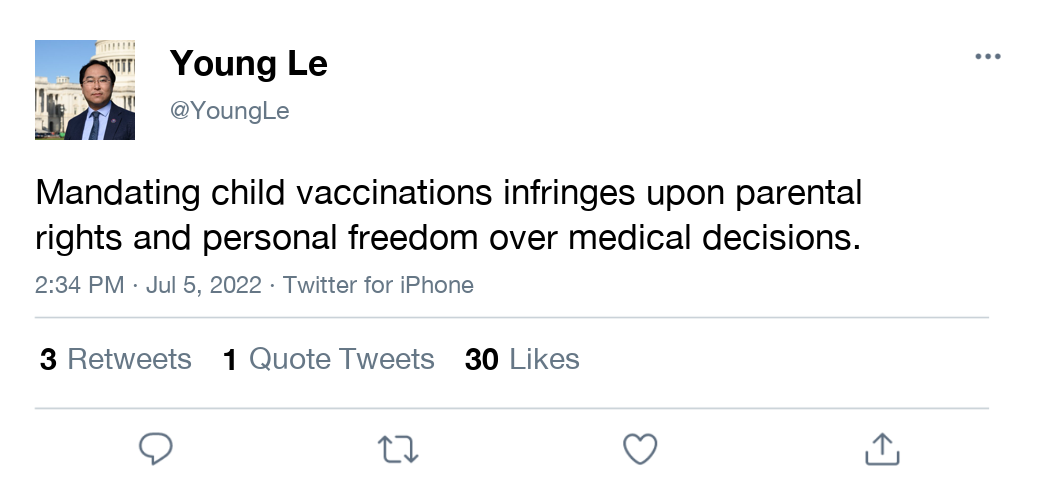 Young Le
@YoungLe
Mandating child vaccinations infringes upon parental
rights and personal freedom over medical decisions.
2:34 PM · Jul 5, 2022 · Twitter for iPhone
3 Retweets 1 Quote Tweets 30 Likes